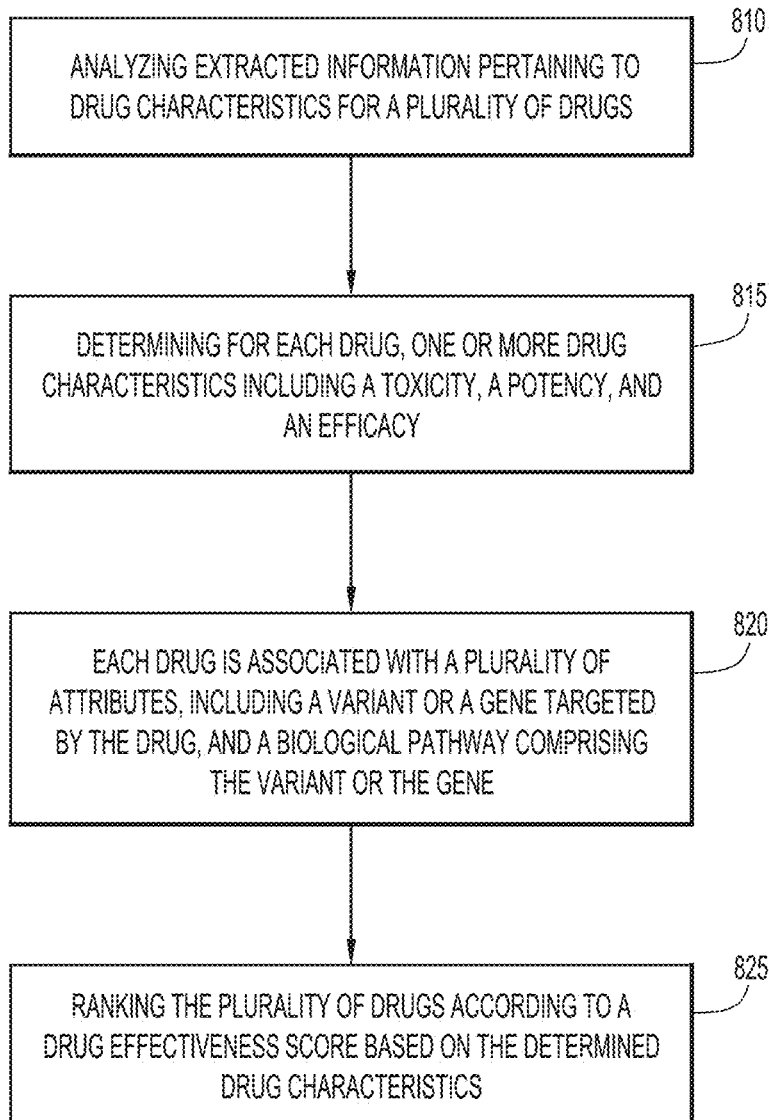 810
ANALYZING EXTRACTED INFORMATION PERTAINING TO
DRUG CHARACTERISTICS FOR A PLURALITY OF DRUGS
815
DETERMINING FOR EACH DRUG, ONE OR MORE DRUG
CHARACTERISTICS INCLUDING A TOXICITY, A POTENCY, AND
AN EFFICACY
820
EACH DRUG IS ASSOCIATED WITH A PLURALITY OF
ATTRIBUTES, INCLUDING A VARIANT OR A GENE TARGETED
BY THE DRUG, AND A BIOLOGICAL PATHWAY COMPRISING
THE VARIANT OR THE GENE
825
RANKING THE PLURALITY OF DRUGS ACCORDING TO A
DRUG EFFECTIVENESS SCORE BASED ON THE DETERMINED
DRUG CHARACTERISTICS